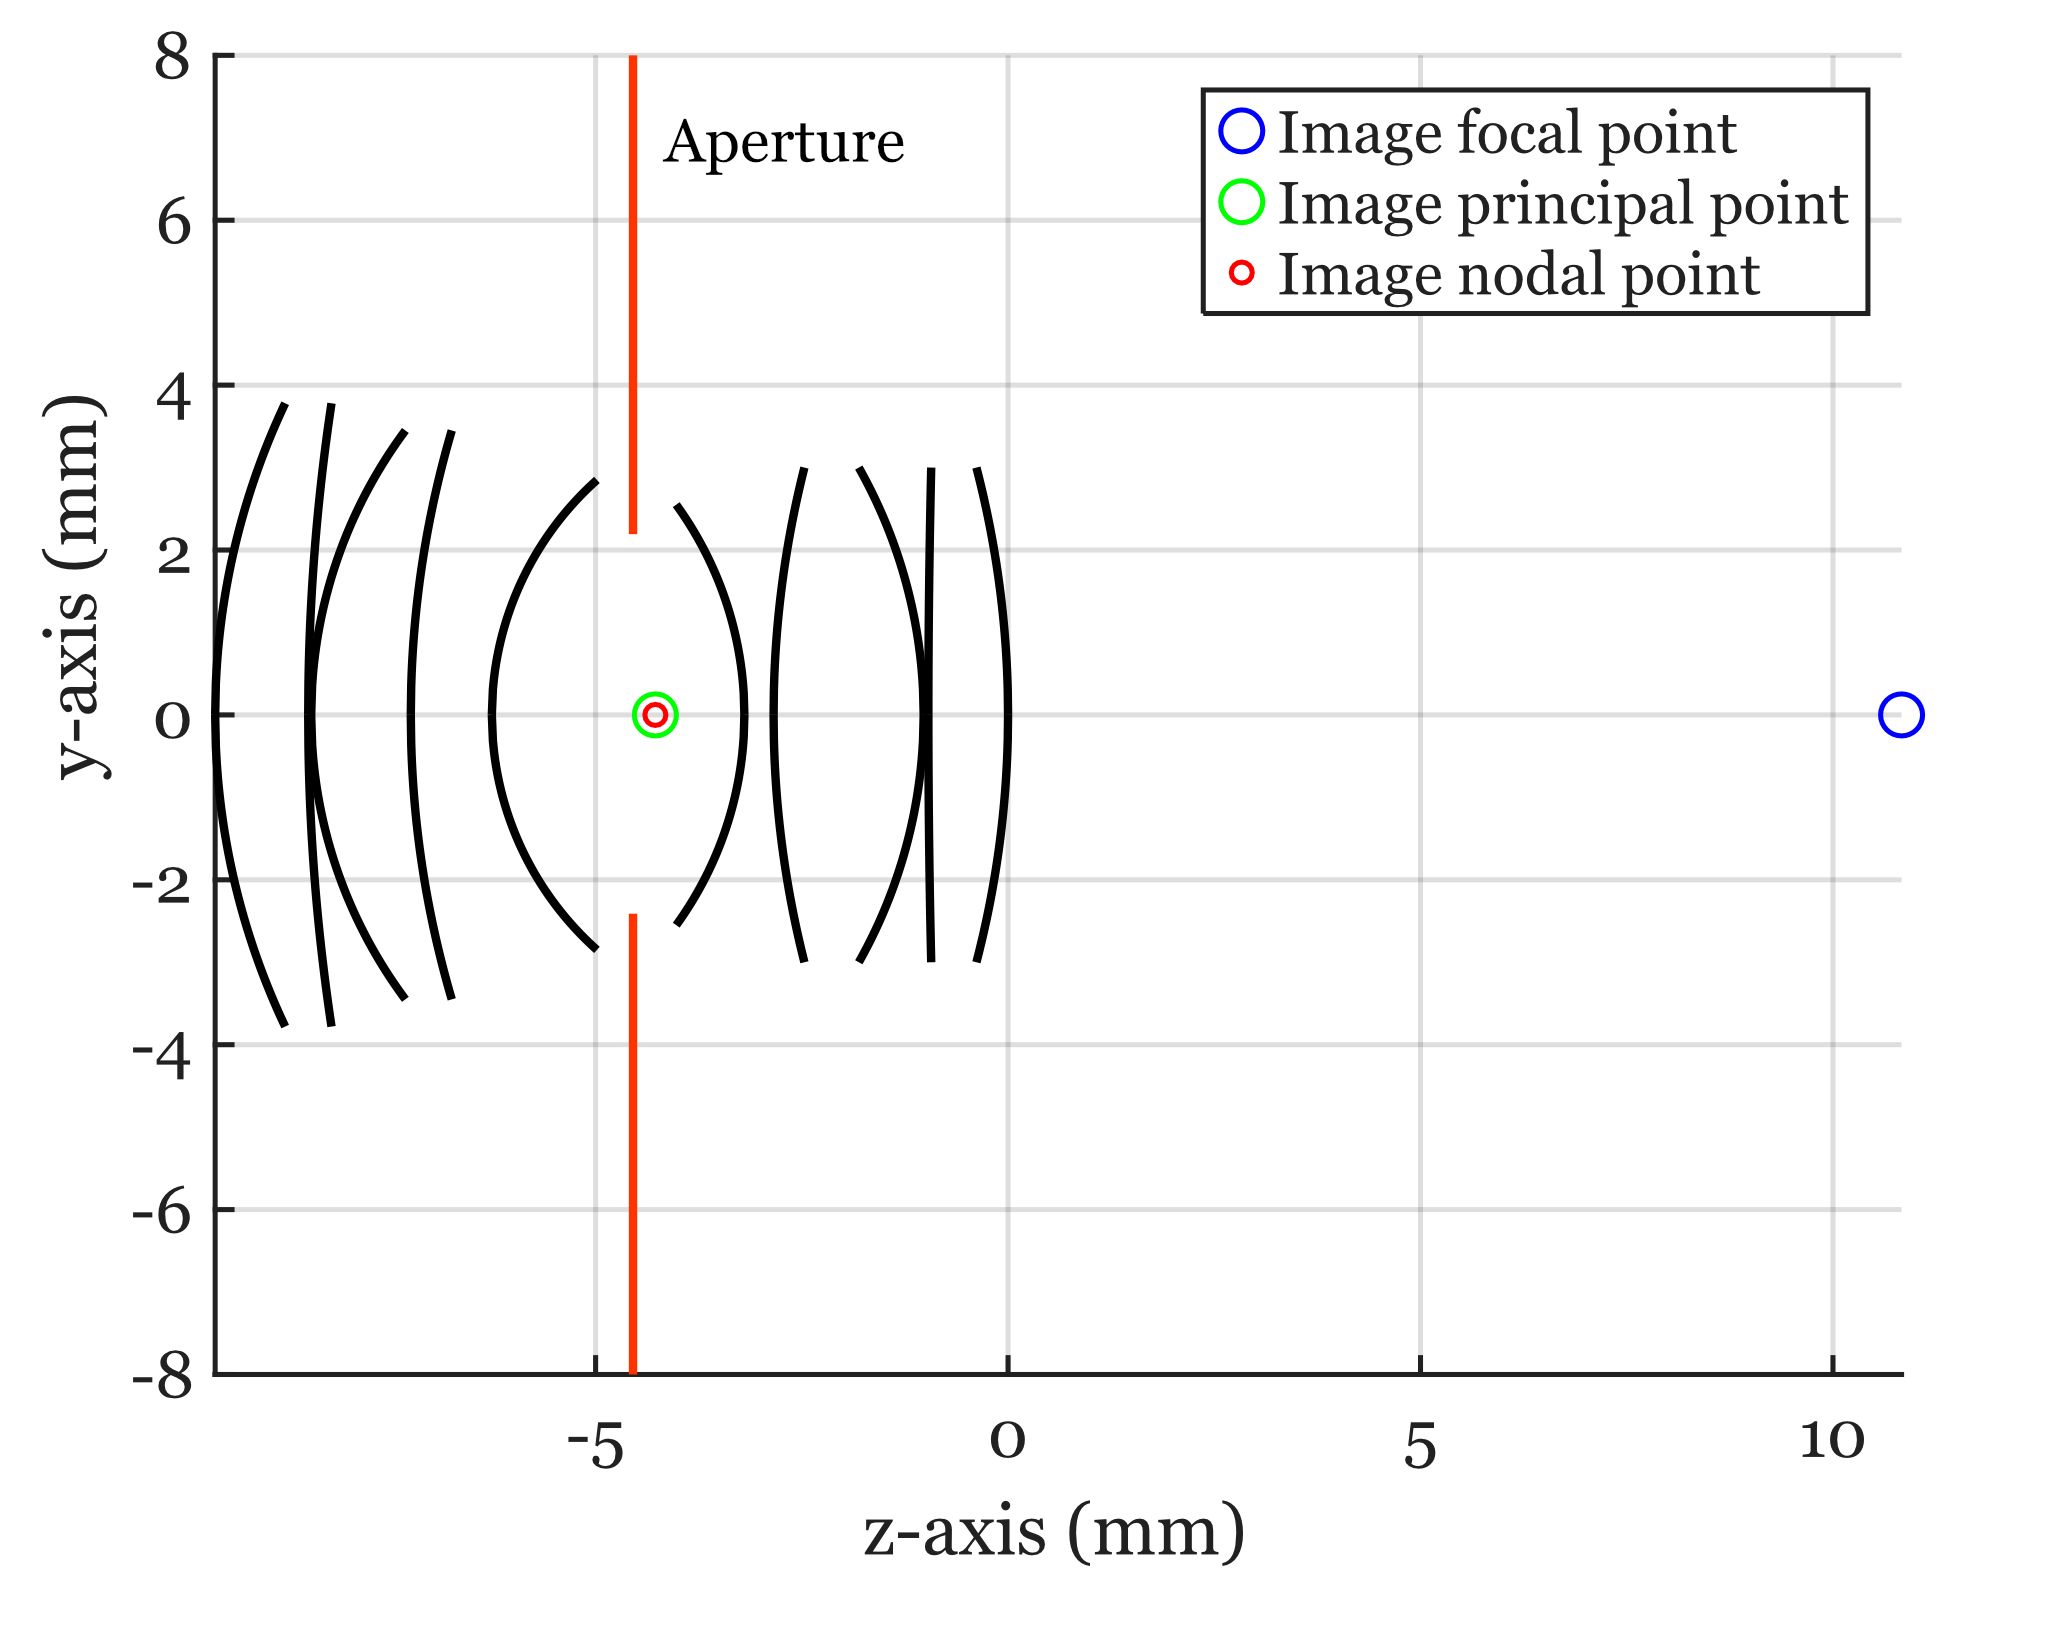 8
6
4
2
0
-2
-4
-6
-8
y-axis (mm)
Aperture
Image focal point
Image principal point
Image nodal point
-5 0 5 10
z-axis (mm)